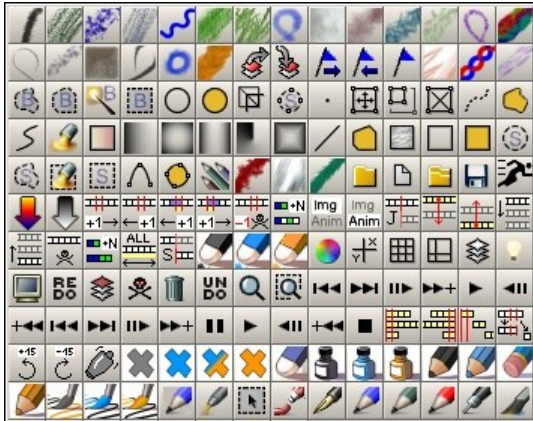 B B B B
+1 +1 +1 +1 -1 +N Img Anim Img Anim J
+N ALL S Y X
RE DO UN DO
+15 -15